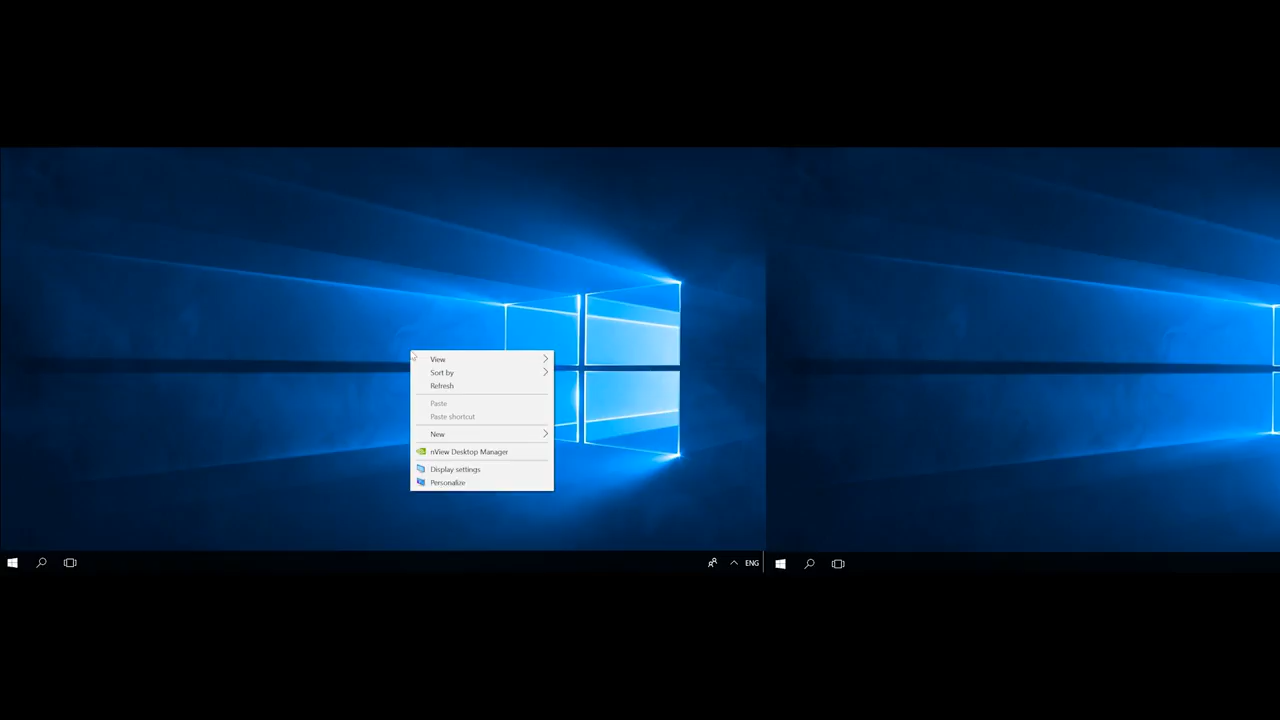 View
Sort by
Refresh
Paste
Paste shortcut
New
nView Desktop Manager
Display settings
Personalize
ENG